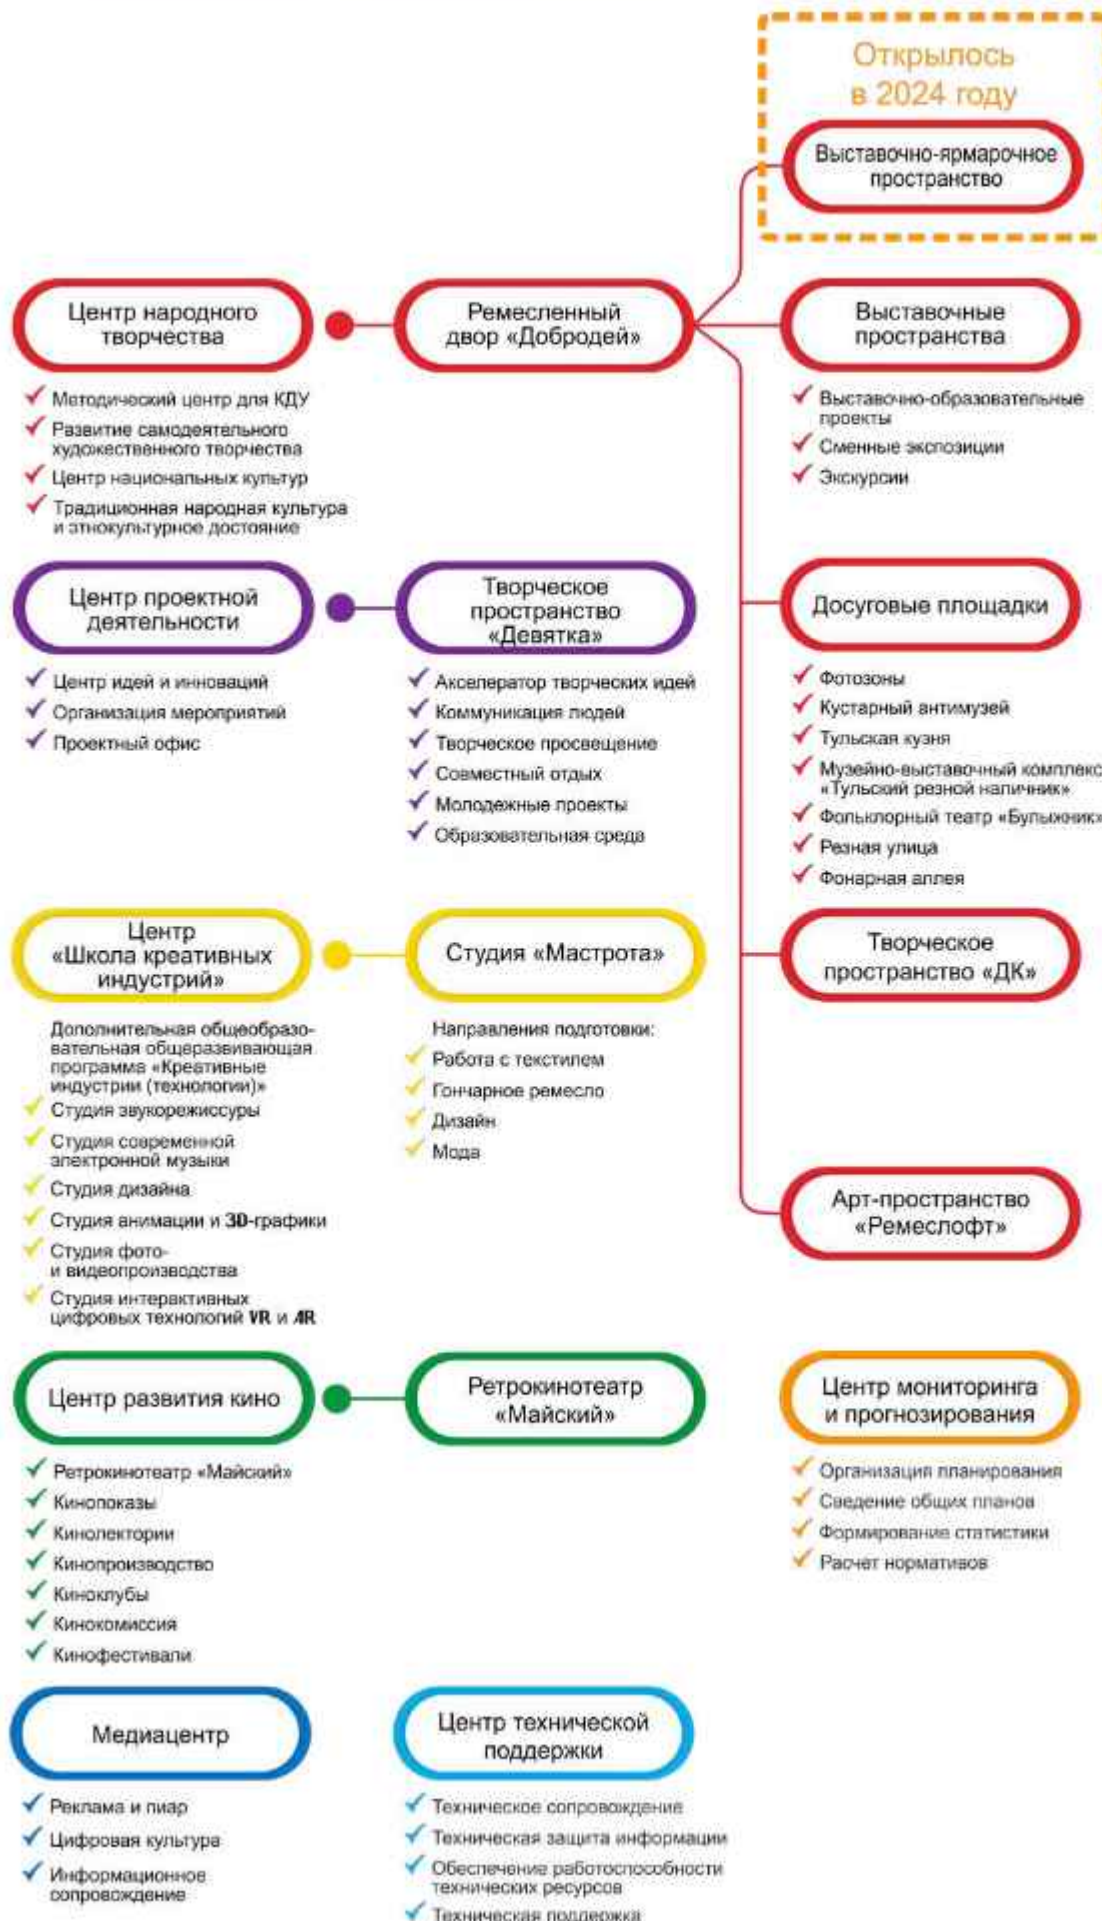 Открылось
в 2024 году
Выставочно-ярмарочное
пространство
Центр народного
творчества
Ремесленный
двор «Добродей»
Выставочные
пространства
Методический центр для КДУ
Развитие самодеятельного
художественного творчества
Центр национальных культур
Традиционная народная культура
и этнокультурное достояние
Выставочно-образовательные
проекты
Сменные экспозиции
Экскурсии
Центр проектной
деятельности
Творческое
пространство
«Девятка»
Досуговые площадки
Центр идей и инноваций
Организация мероприятий
Проектный офис
Акселератор творческих идей
Коммуникация людей
Творческое просвещение
Совместный отдых
Молодежные проекты
Образовательная среда
Фотозоны
Кустарный антимузей
Тульская кузня
Музейно-выставочный комплекс
«Тульский резной наличник»
Фольклорный театр «Булыжник»
Резная улица
Фонарная аллея
Центр
«Школа креативных
индустрий»
Студия «Мастрота»
Творческое
пространство «ДК»
Дополнительная общеобразо-
вательная общеразвивающая
программа «Креативные
индустрии (технологии)»
Студия звукорежиссуры
Студия современной
электронной музыки
Студия дизайна
Студия анимации и 3D-графики
Студия фото-
и видеопроизводства
Студия интерактивных
цифровых технологий VR и AR
Направления подготовки:
Работа с текстилем
Гончарное ремесло
Дизайн
Мода
Арт-пространство
«Ремеслофт»
Центр развития кино
Ретрокинотеатр
«Майский»
Центр мониторинга
и прогнозирования
Ретрокинотеатр «Майский»
Кинопоказы
Кинолектории
Кинопроизводство
Киноклубы
Кинокомиссия
Кинофестивали
Организация планирования
Сведение общих планов
Формирование статистики
Расчет нормативов
Медиацентр
Центр технической
поддержки
Реклама и пиар
Цифровая культура
Информационное
сопровождение
Техническое сопровождение
Техническая защита информации
Обеспечение работоспособности
технических ресурсов
Техническая поддержка